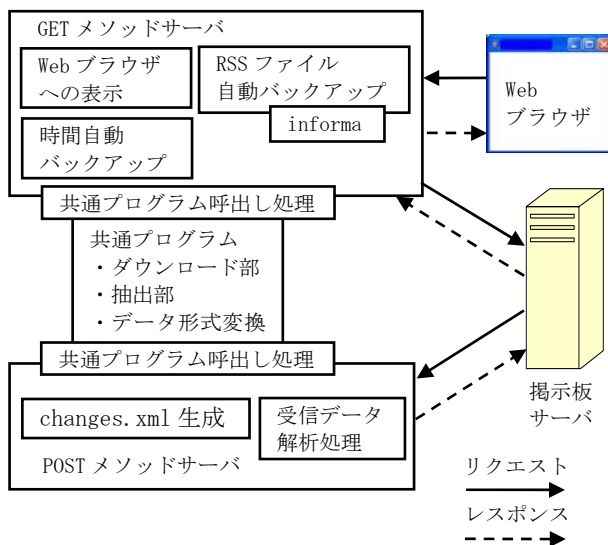 GET メソッドサーバ
Web ブラウザ
への表示
RSS ファイル
自動バックアップ
informa
時間自動
バックアップ
Web
ブラウザ
共通プログラム呼出し処理
共通プログラム
・ダウンロード部
・抽出部
・データ形式変換
共通プログラム呼出し処理
changes.xml 生成
受信データ
解析処理
POST メソッドサーバ
掲示板
サーバ
リクエスト
レスポンス